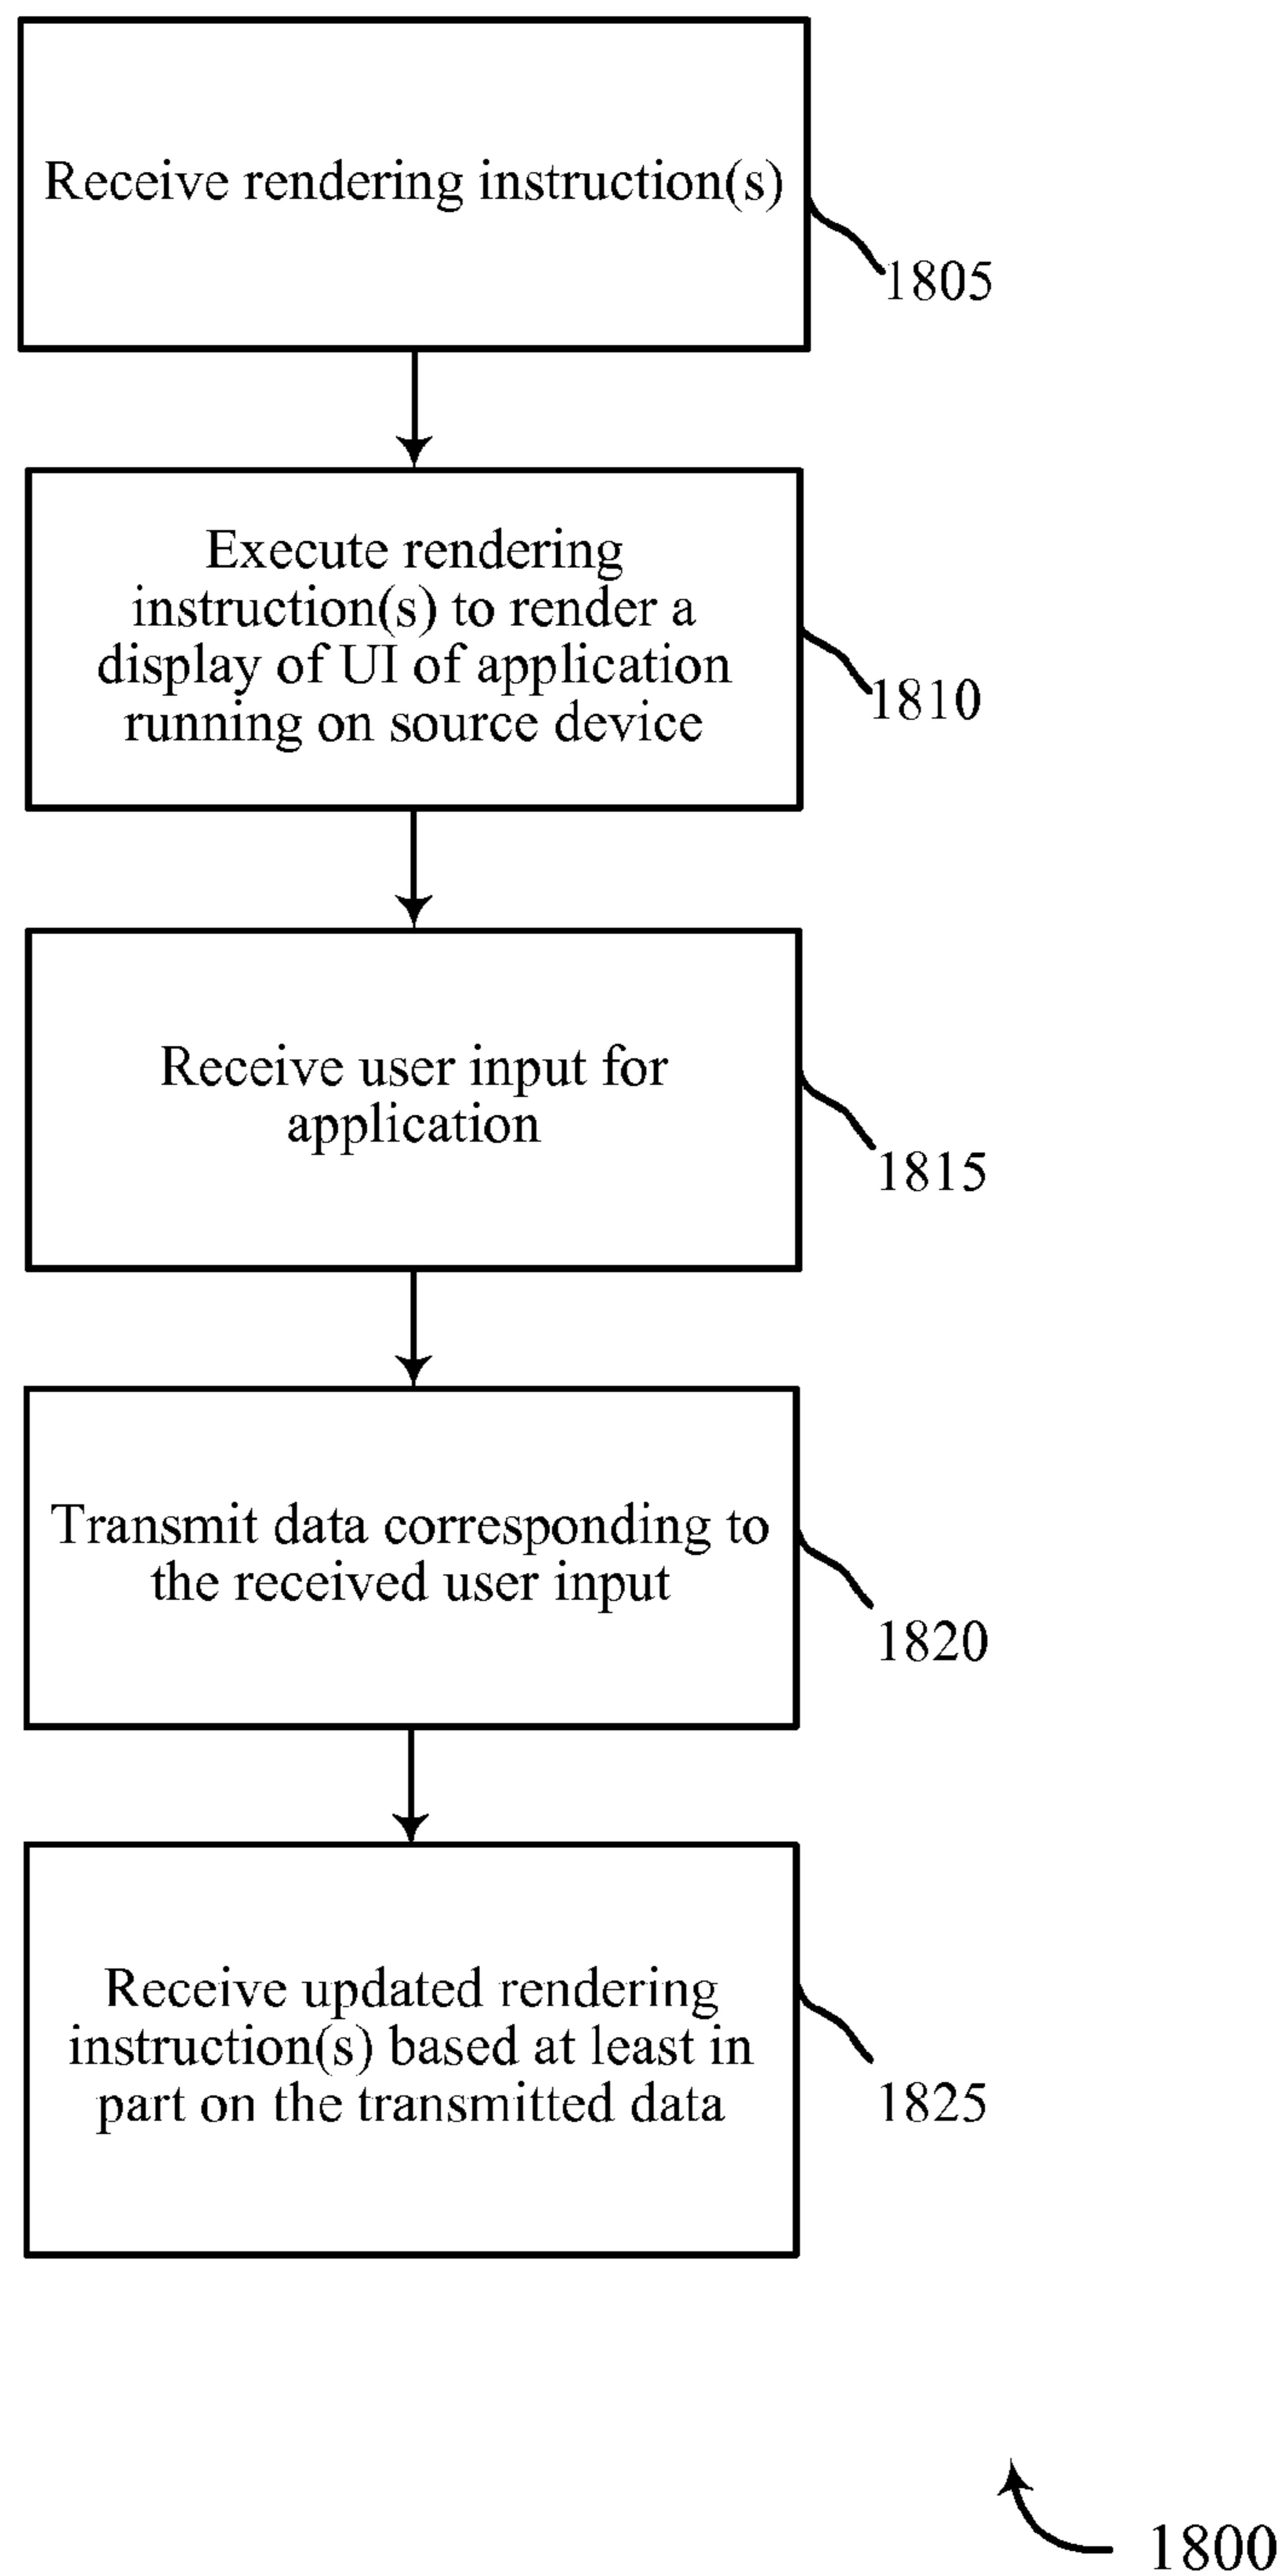 Receive rendering instruction(s)
1805
Execute rendering
instruction(s) to render a
display of UI of application
running on source device
1810
Receive user input for
application
1815
Transmit data corresponding to
the received user input
1820
Receive updated rendering
instruction(s) based at least in
part on the transmitted data
1825
1800